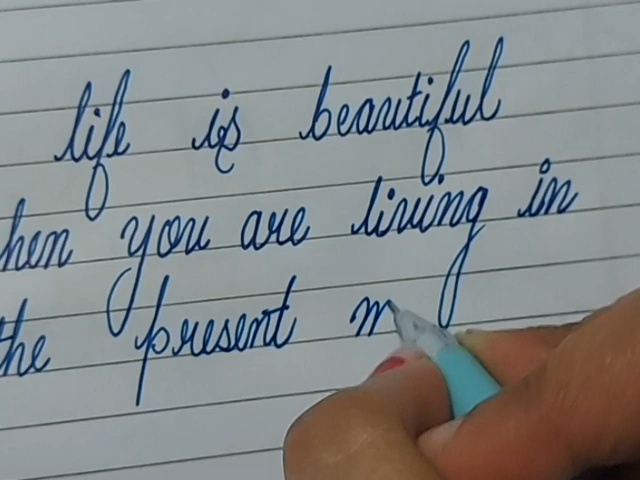 life is beautiful
hen you are living in
the present m